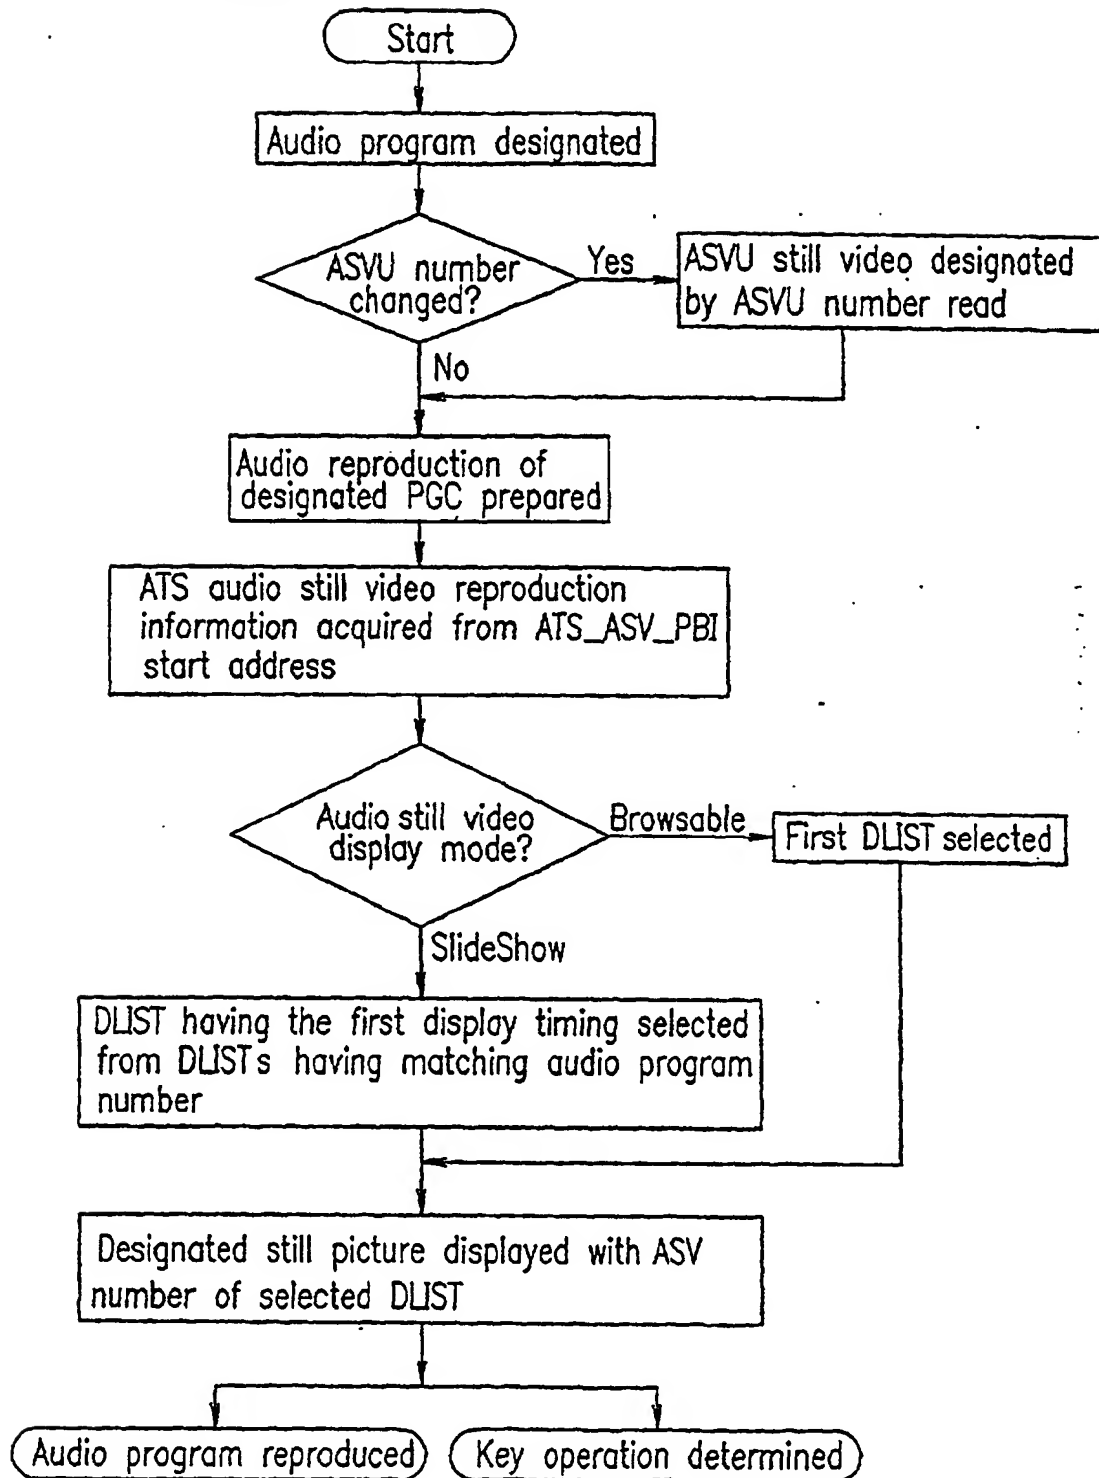 Start
Audio program designated
ASVU number
changed?
Yes
ASVU still video designated
by ASVU number read
No
Audio reproduction of
designated PGC prepared
ATS audio still video reproduction
information acquired from ATS_ASV_PBI
start address
Audio still video
display mode?
Browsable
First DLIST selected
SlideShow
DLIST having the first display timing selected
from DLISTs having matching audio program
number
Designated still picture displayed with ASV
number of selected DLIST
Audio program reproduced
Key operation determined